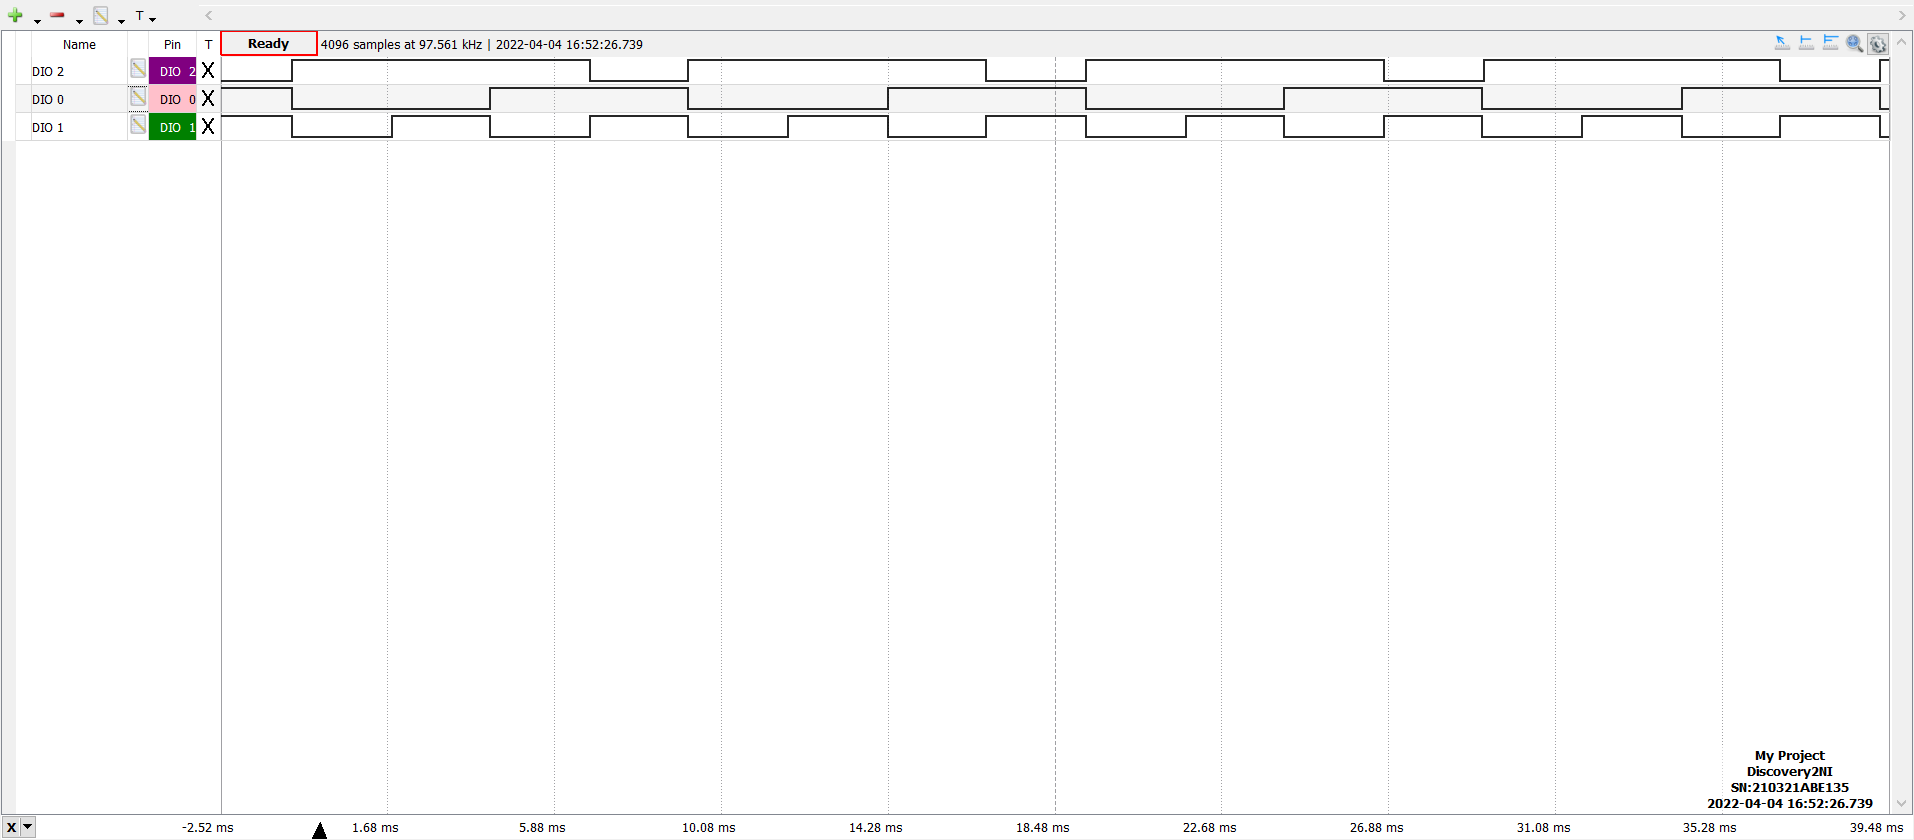 T
Name Pin T Ready 4096 samples at 97.561 kHz | 2022-04-04 16:52:26.739
DIO 2 DIO 2 X
DIO 0 DIO 0 X
DIO 1 DIO 1 X
My Project
Discovery2NI
SN:210321ABE135
2022-04-04 16:52:26.739
X -2.52 ms 1.68 ms 5.88 ms 10.08 ms 14.28 ms 18.48 ms 22.68 ms 26.88 ms 31.08 ms 35.28 ms 39.48 ms